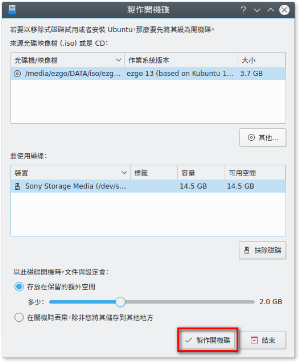 製作開機碟
若要以移除式磁碟試用或者安裝 Ubuntu，那麼要先將其設為開機碟。
來源光碟映像檔 (.iso) 或是 CD：
光碟機/映像檔 作業系統版本 大小
/media/ezgo/DATA/iso/ezg... ezgo 13 (based on Kubuntu 1... 3.7 GB
其他...
要使用磁碟：
裝置 標籤 容量 可用空間
Sony Storage Media (/dev/s... 14.5 GB 14.5 GB
抹除磁碟
以此磁碟開機時，文件與設定會：
存放在保留的額外空間
多少： 2.0 GB
在關機時丟棄，除非您將其儲存到其他地方
製作開機碟 結束